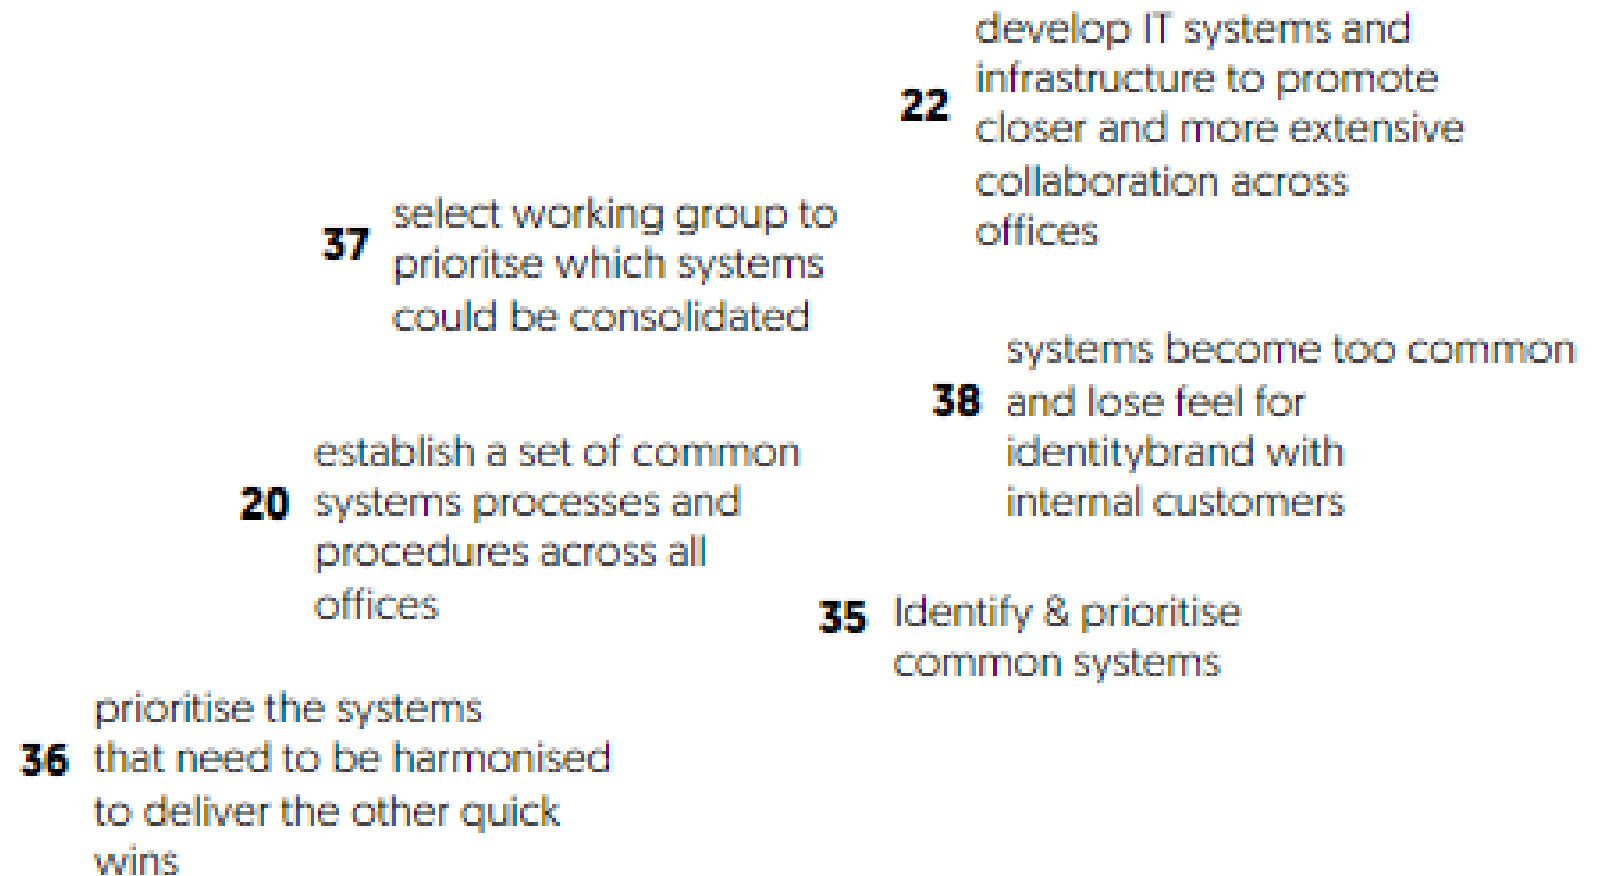 develop IT systems and
infrastructure to promote
22
closer and more extensive
collaboration across
offices
select working group to
37
prioritse which systems
could be consolidated
systems become too common
38 and lose feel for
identitybrand with
internal customers
establish a set of common
20 systems processes and
procedures across all
offices
35 Identify & prioritise
common systems
prioritise the systems
36 that need to be harmonised
to deliver the other quick
wins